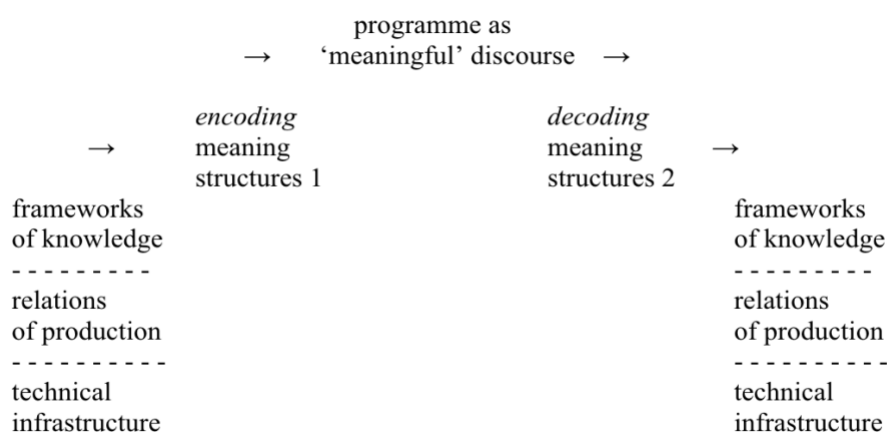 programme as
→ ‘meaningful’ discourse →
encoding
meaning
structures 1
decoding
meaning
structures 2
→ →
frameworks
of knowledge
- - - - - - - - -
relations
of production
- - - - - - - - - -
technical
infrastructure
frameworks
of knowledge
- - - - - - - - -
relations
of production
- - - - - - - - - -
technical
infrastructure